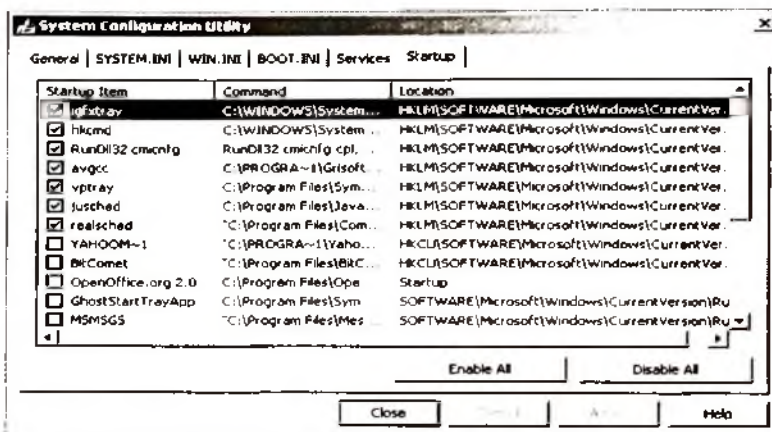 System Configuration Utility
General | SYSTEM.INI | WIN.INI | BOOT.INI | Services | Startup
Startup Item Command Location
igfxtray C:\WINDOWS\System... HKLM\SOFTWARE\Microsoft\Windows\CurrentVer.
hkcmd C:\WINDOWS\System ... HKLM\SOFTWARE\Microsoft\Windows\CurrentVer.
RunDll32 cmicnfg RunDll32 cmicnfg cpl, ... HKLM\SOFTWARE\Microsoft\Windows\CurrentVer.
avgcc C:\PROGRA~1\Grisoft... HKLM\SOFTWARE\Microsoft\Windows\CurrentVer.
vptray C:\Program Files\Sym... HKLM\SOFTWARE\Microsoft\Windows\CurrentVer.
jusched C:\Program Files\Java... HKLM\SOFTWARE\Microsoft\Windows\CurrentVer.
realsched "C:\Program Files\Com... HKLM\SOFTWARE\Microsoft\Windows\CurrentVer.
YAHOOM~1 "C:\PROGRA~1\Yaho... HKCU\SOFTWARE\Microsoft\Windows\CurrentVer.
BitComet "C:\Program Files\BitC... HKCU\SOFTWARE\Microsoft\Windows\CurrentVer.
OpenOffice.org 2.0 C:\Program Files\Ope Startup
GhostStartTrayApp C:\Program Files\Sym SOFTWARE\Microsoft\Windows\CurrentVersion\Ru
MSMSGS "C:\Program Files\Mes SOFTWARE\Microsoft\Windows\CurrentVersion\Ru
Enable All Disable All
Close Help